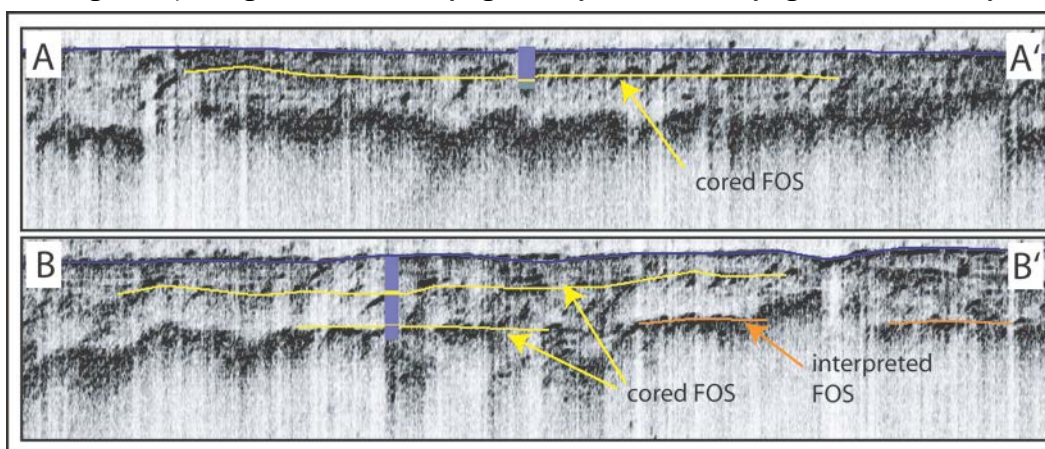 A
A'
cored FOS
B
B'
interpreted
FOS
cored FOS